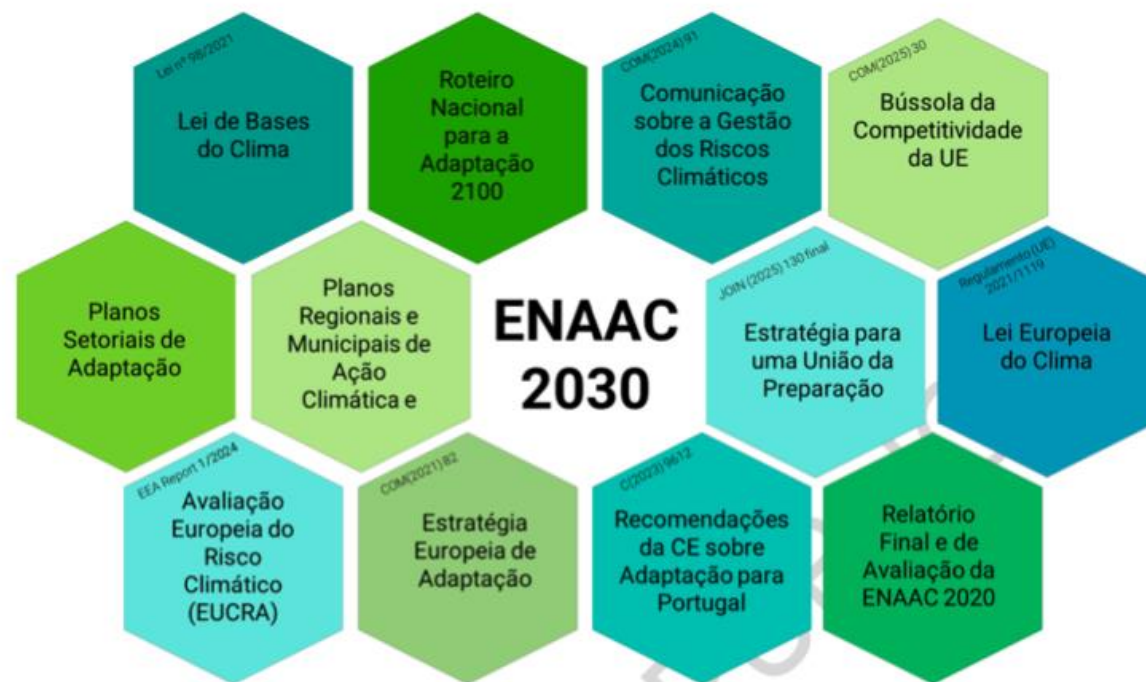 Lei nº 98/2021
Lei de Bases
do Clima
Roteiro
Nacional
para a
Adaptação
2100
COM(2024) 91
Comunicação
sobre a Gestão
dos Riscos
Climáticos
COM(2025) 30
Bússola da
Competitividade
da UE
Planos
Setoriais de
Adaptação
Planos
Regionais e
Municipais de
Ação
Climática e
ENAAC
2030
JOIN (2025) 130 final
Estratégia para
uma União da
Preparação
Regulamento (UE)
2021/1119
Lei Europeia
do Clima
EEA Report 1/2024
Avaliação
Europeia do
Risco
Climático
(EUCRA)
COM(2021) 82
Estratégia
Europeia de
Adaptação
C(2023) 9612
Recomendações
da CE sobre
Adaptação para
Portugal
Relatório
Final e de
Avaliação da
ENAAC 2020